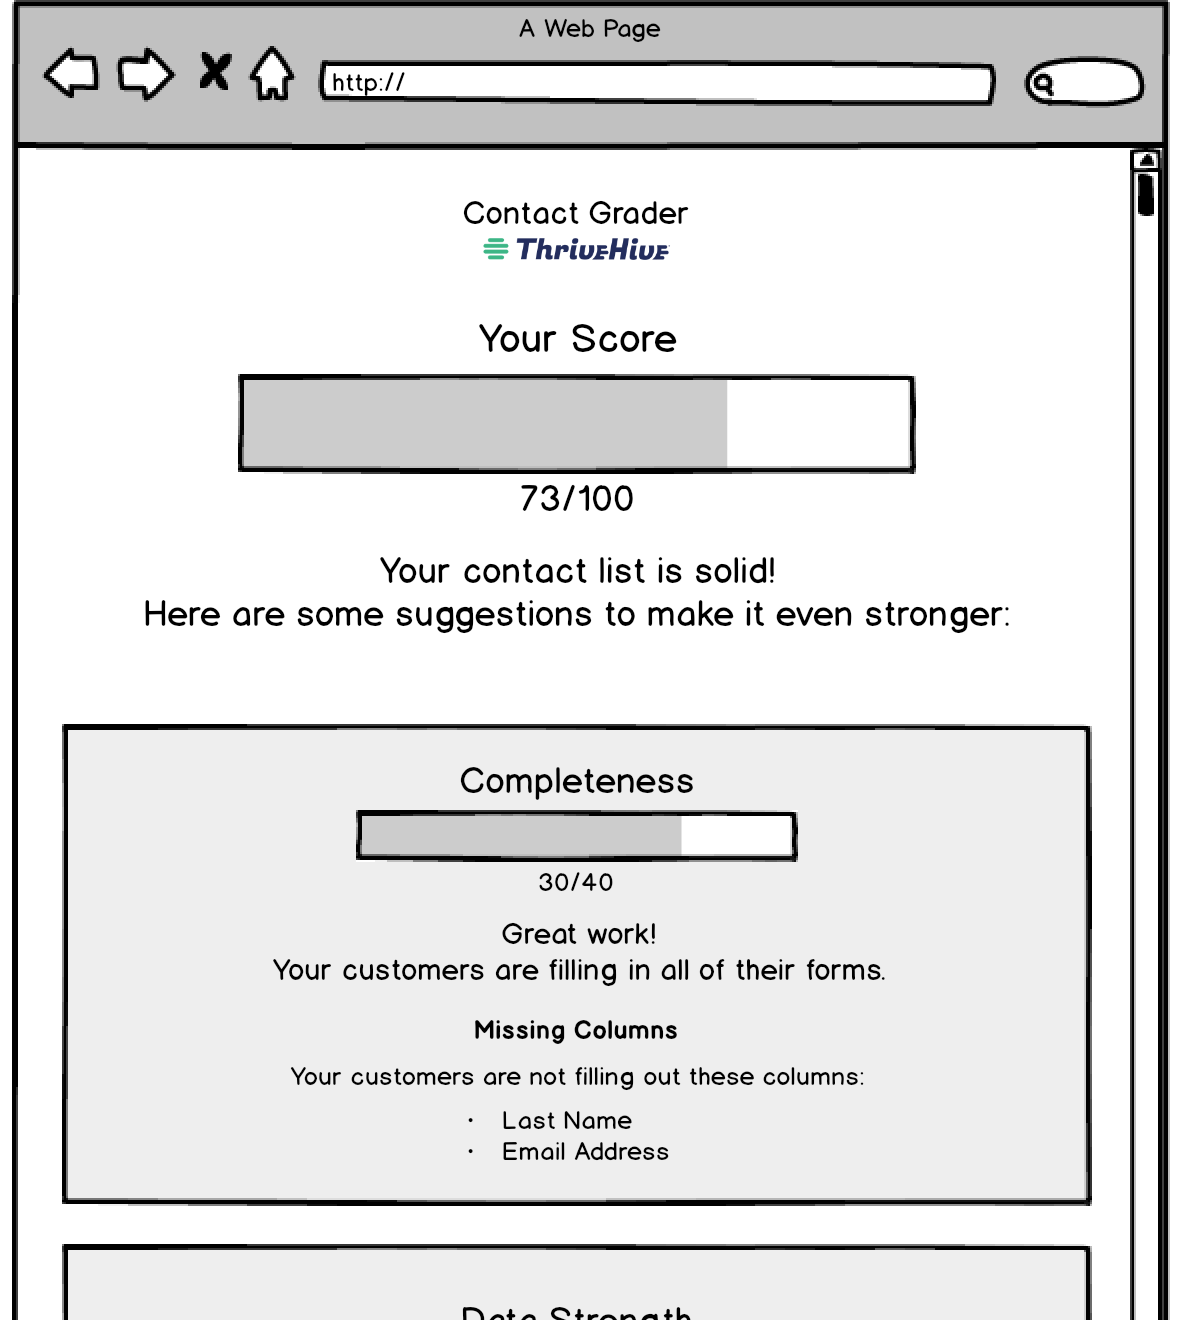 A Web Page
http://
Contact Grader
ThriveHive
Your Score
73/100
Your contact list is solid!
Here are some suggestions to make it even stronger:
Completeness
30/40
Great work!
Your customers are filling in all of their forms.
Missing Columns
Your customers are not filling out these columns:
· Last Name
· Email Address
Data Strength